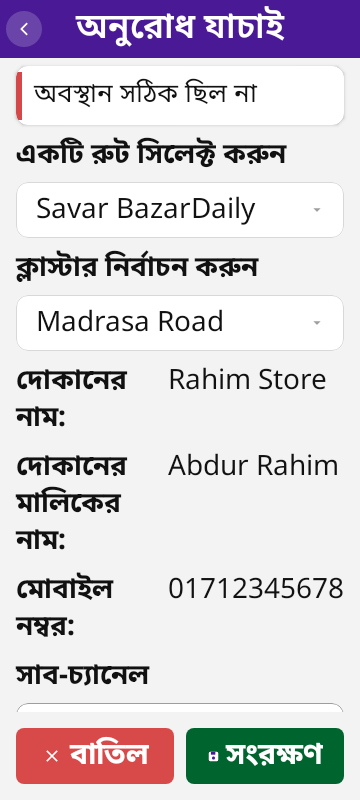 অনুরোধ যাচাই
অবস্থান সঠিক ছিল না
একটি রুট সিলেক্ট করুন
Savar BazarDaily
ক্লাস্টার নির্বাচন করুন
Madrasa Road
দোকানের Rahim Store
নাম:
দোকানের Abdur Rahim
মালিকের
নাম:
মোবাইল 01712345678
নম্বর:
সাব-চ্যানেল
বাতিল সংরক্ষণ